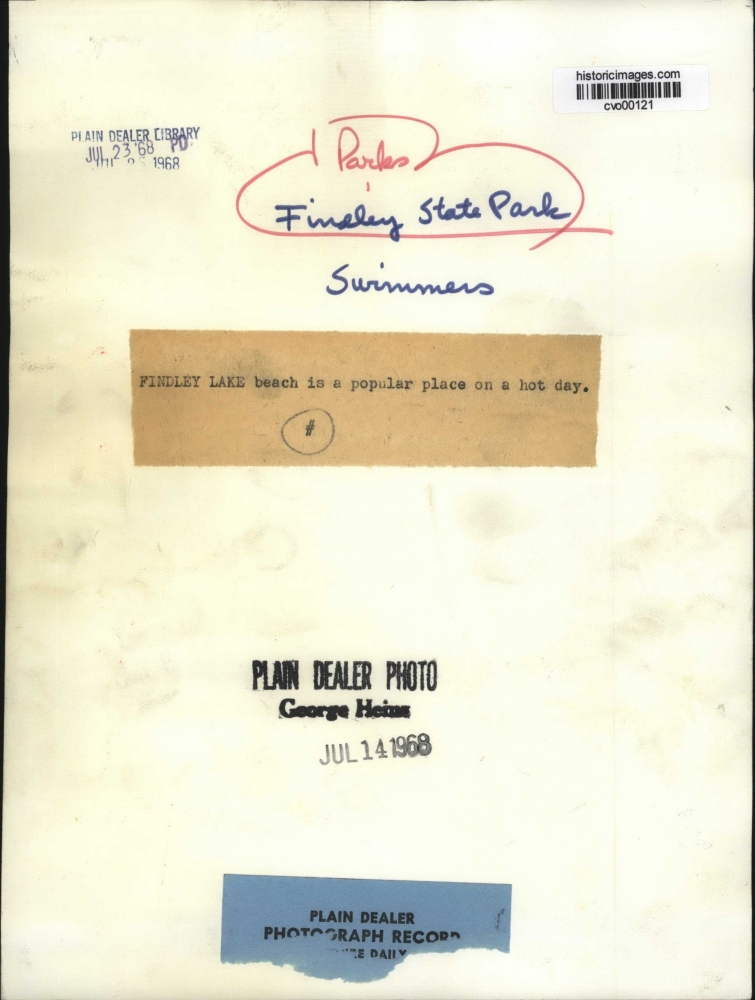 historicimages.com
cvo00121
PLAIN DEALER LIBRARY
JUL 23 '68 PD
1968
Parks
Findley State Park
Swimmers
FINDLEY LAKE beach is a popular place on a hot day.
#
PLAIN DEALER PHOTO
George Heinz
JUL 14 1968
PLAIN DEALER
PHOTOGRAPH RECORD
DAILY